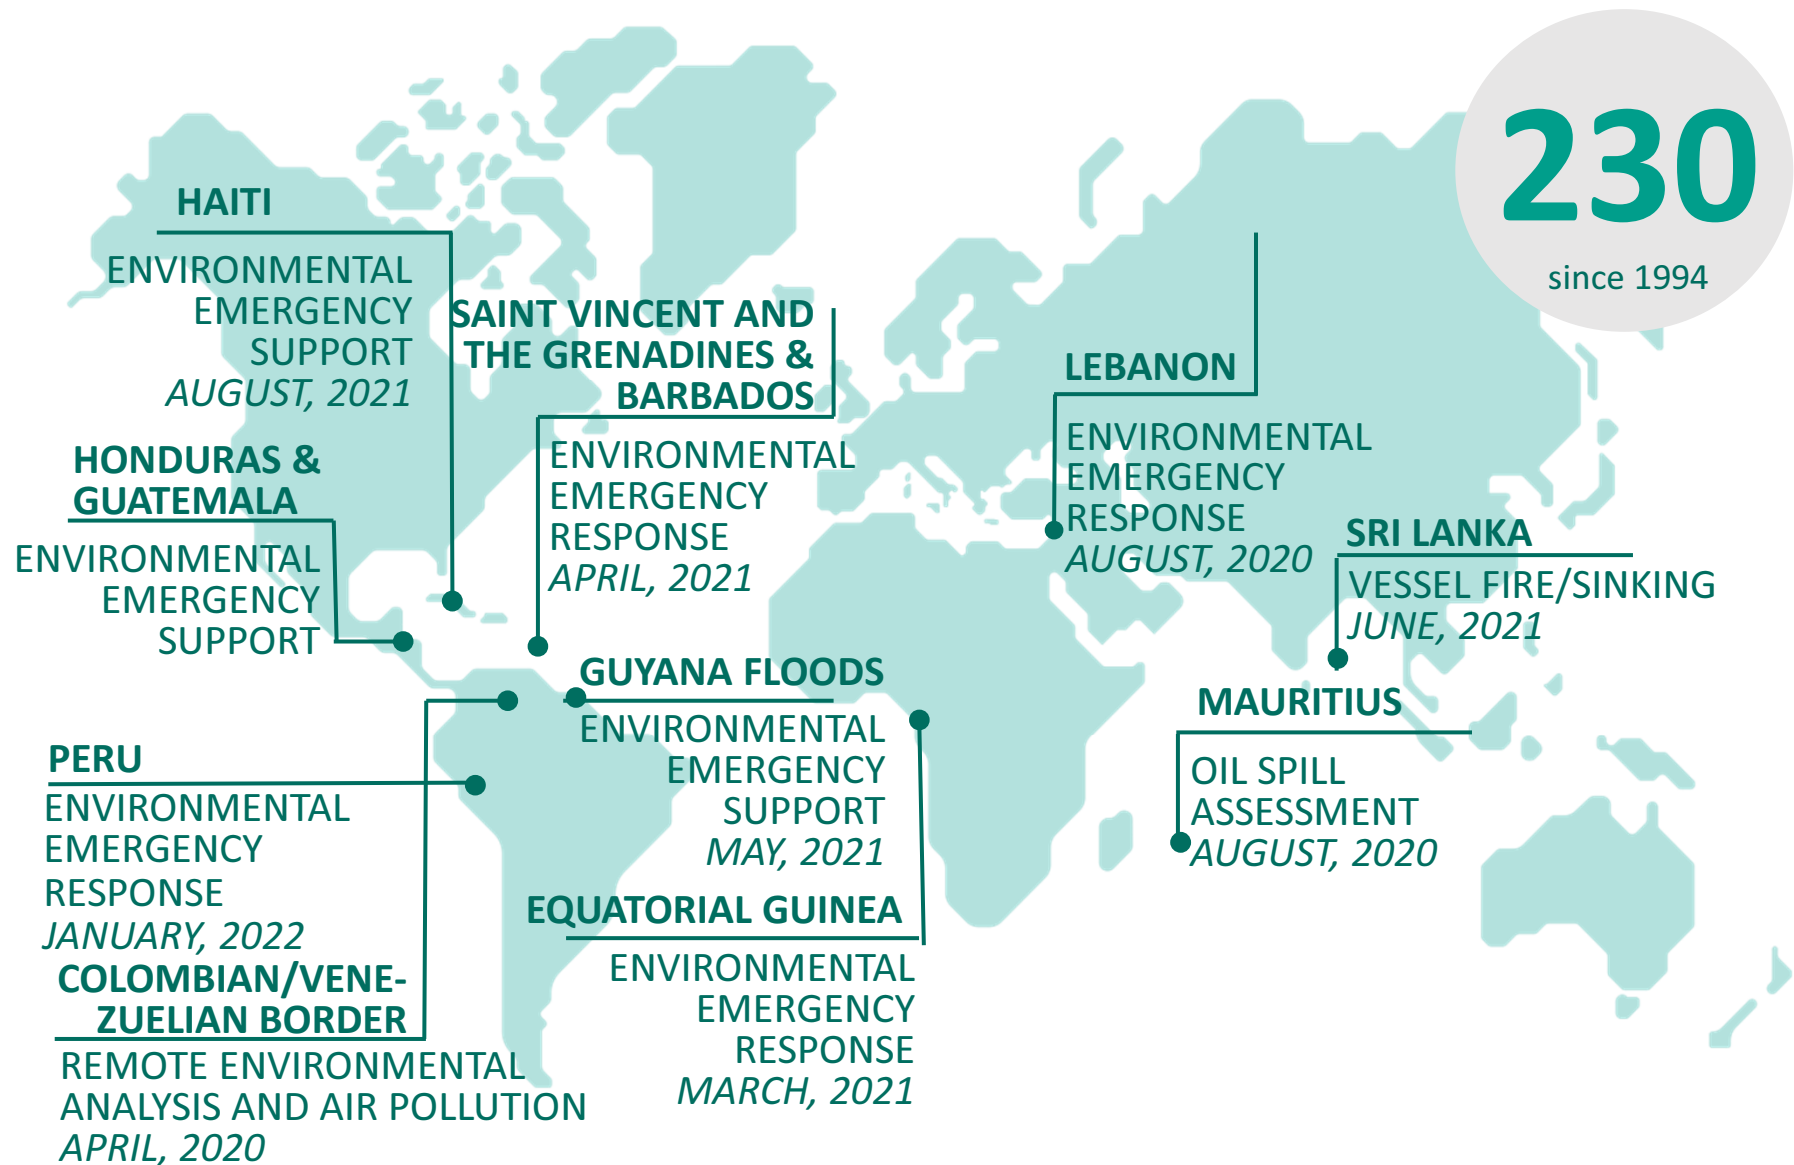 230
since 1994
HAITI
ENVIRONMENTAL
EMERGENCY
SUPPORT
AUGUST, 2021
SAINT VINCENT AND
THE GRENADINES &
BARBADOS
ENVIRONMENTAL
EMERGENCY
RESPONSE
APRIL, 2021
LEBANON
ENVIRONMENTAL
EMERGENCY
RESPONSE
AUGUST, 2020
HONDURAS &
GUATEMALA
ENVIRONMENTAL
EMERGENCY
SUPPORT
SRI LANKA
VESSEL FIRE/SINKING
JUNE, 2021
GUYANA FLOODS
ENVIRONMENTAL
EMERGENCY
SUPPORT
MAY, 2021
MAURITIUS
OIL SPILL
ASSESSMENT
AUGUST, 2020
PERU
ENVIRONMENTAL
EMERGENCY
RESPONSE
JANUARY, 2022
EQUATORIAL GUINEA
ENVIRONMENTAL
EMERGENCY
RESPONSE
MARCH, 2021
COLOMBIAN/VENE-
ZUELIAN BORDER
REMOTE ENVIRONMENTAL
ANALYSIS AND AIR POLLUTION
APRIL, 2020